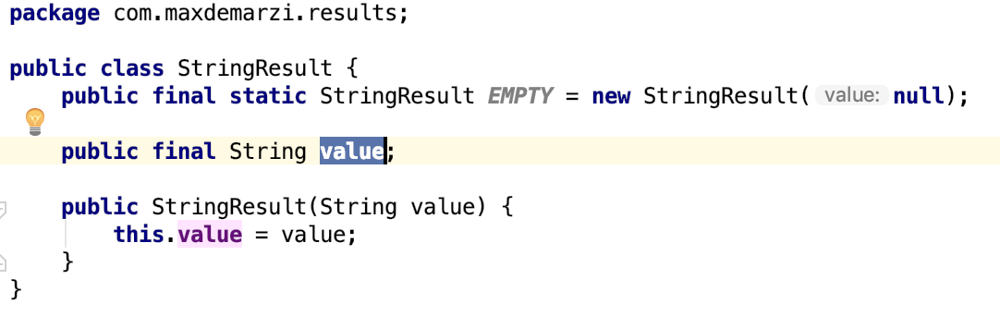 package com.maxdemarzi.results;
public class StringResult {
public final static StringResult EMPTY = new StringResult( value: null);
public final String value;
public StringResult(String value) {
this.value = value;
}
}